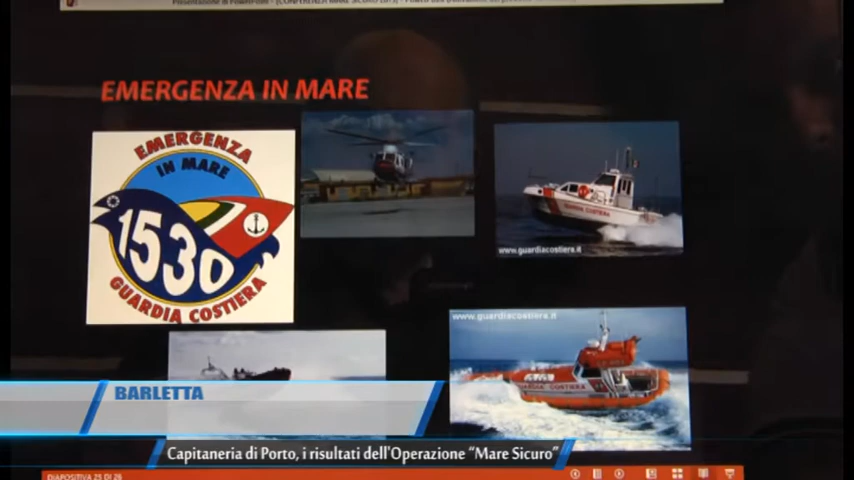 EMERGENZA IN MARE
EMERGENZA
IN MARE
1530
GUARDIA COSTIERA
www.guardiacostiera.it
GUARDIA COSTIERA
www.guardiacostiera.it
GUARDIA COSTIERA
BARLETTA
Capitaneria di Porto, i risultati dell'Operazione “Mare Sicuro”
DIAPOSITIVA 25 DI 26